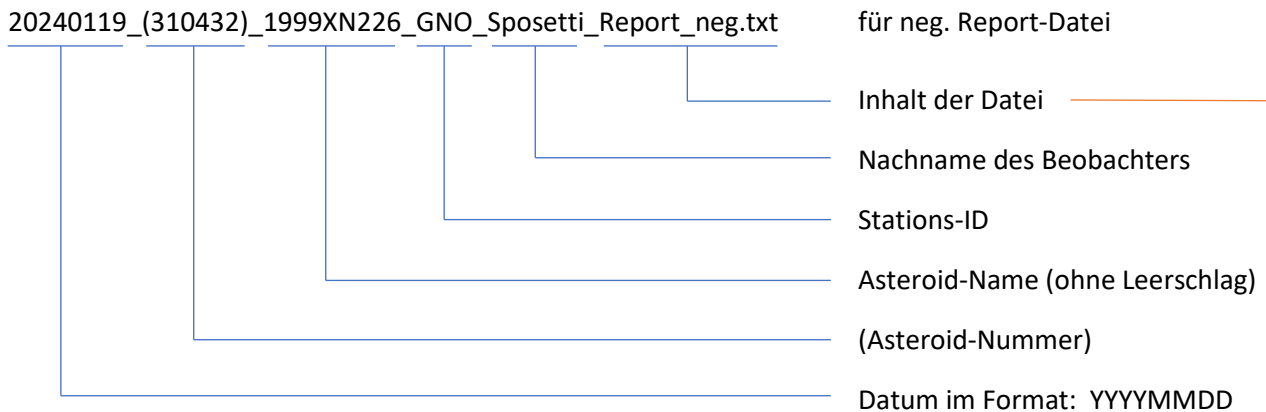 20240119_(310432)_1999XN226_GNO_Sposetti_Report_neg.txt für neg. Report-Datei
Inhalt der Datei
Nachname des Beobachters
Stations-ID
Asteroid-Name (ohne Leerschlag)
(Asteroid-Nummer)
Datum im Format: YYYYMMDD